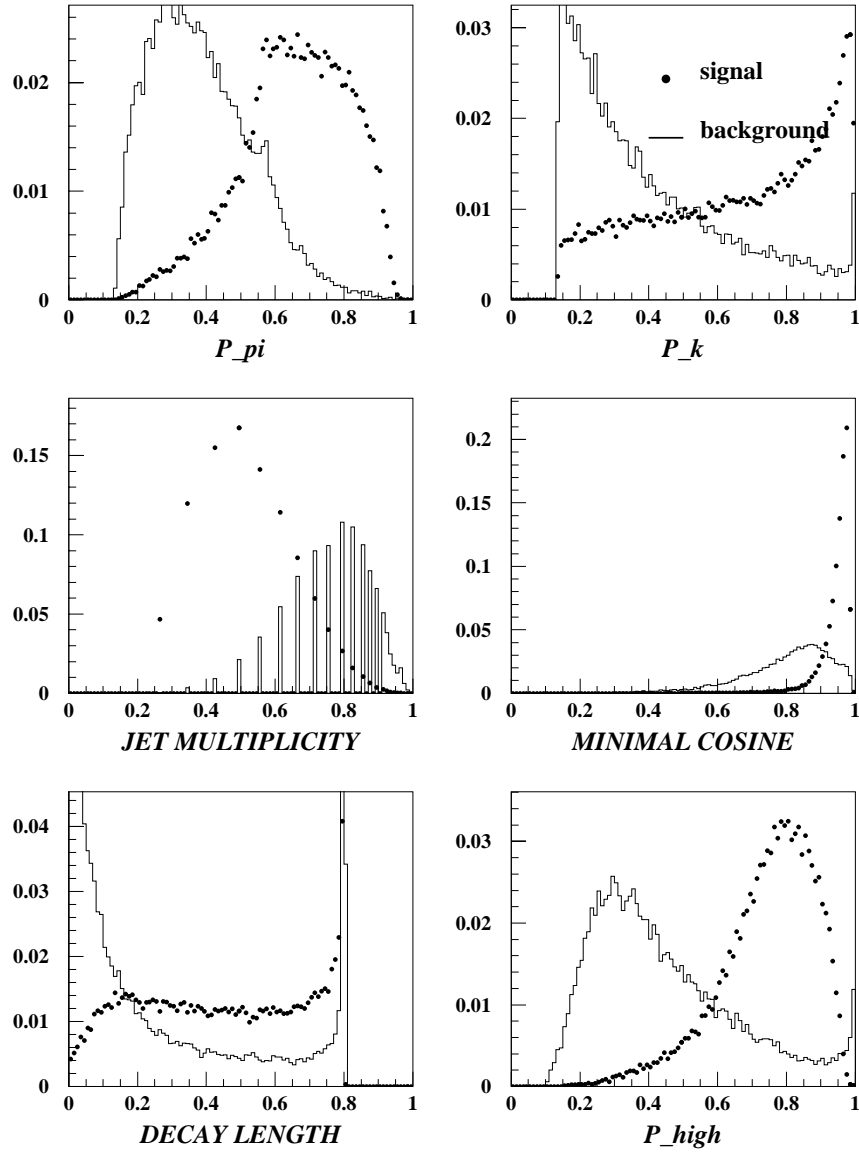 0.02
0.01
0
0 0.2 0.4 0.6 0.8 1
P_pi
0.03
0.02
0.01
0
0 0.2 0.4 0.6 0.8 1
P_k
signal
background
0.15
0.1
0.05
0
0 0.2 0.4 0.6 0.8 1
JET MULTIPLICITY
0.2
0.15
0.1
0.05
0
0 0.2 0.4 0.6 0.8 1
MINIMAL COSINE
0.04
0.03
0.02
0.01
0
0 0.2 0.4 0.6 0.8 1
DECAY LENGTH
0.03
0.02
0.01
0
0 0.2 0.4 0.6 0.8 1
P_high